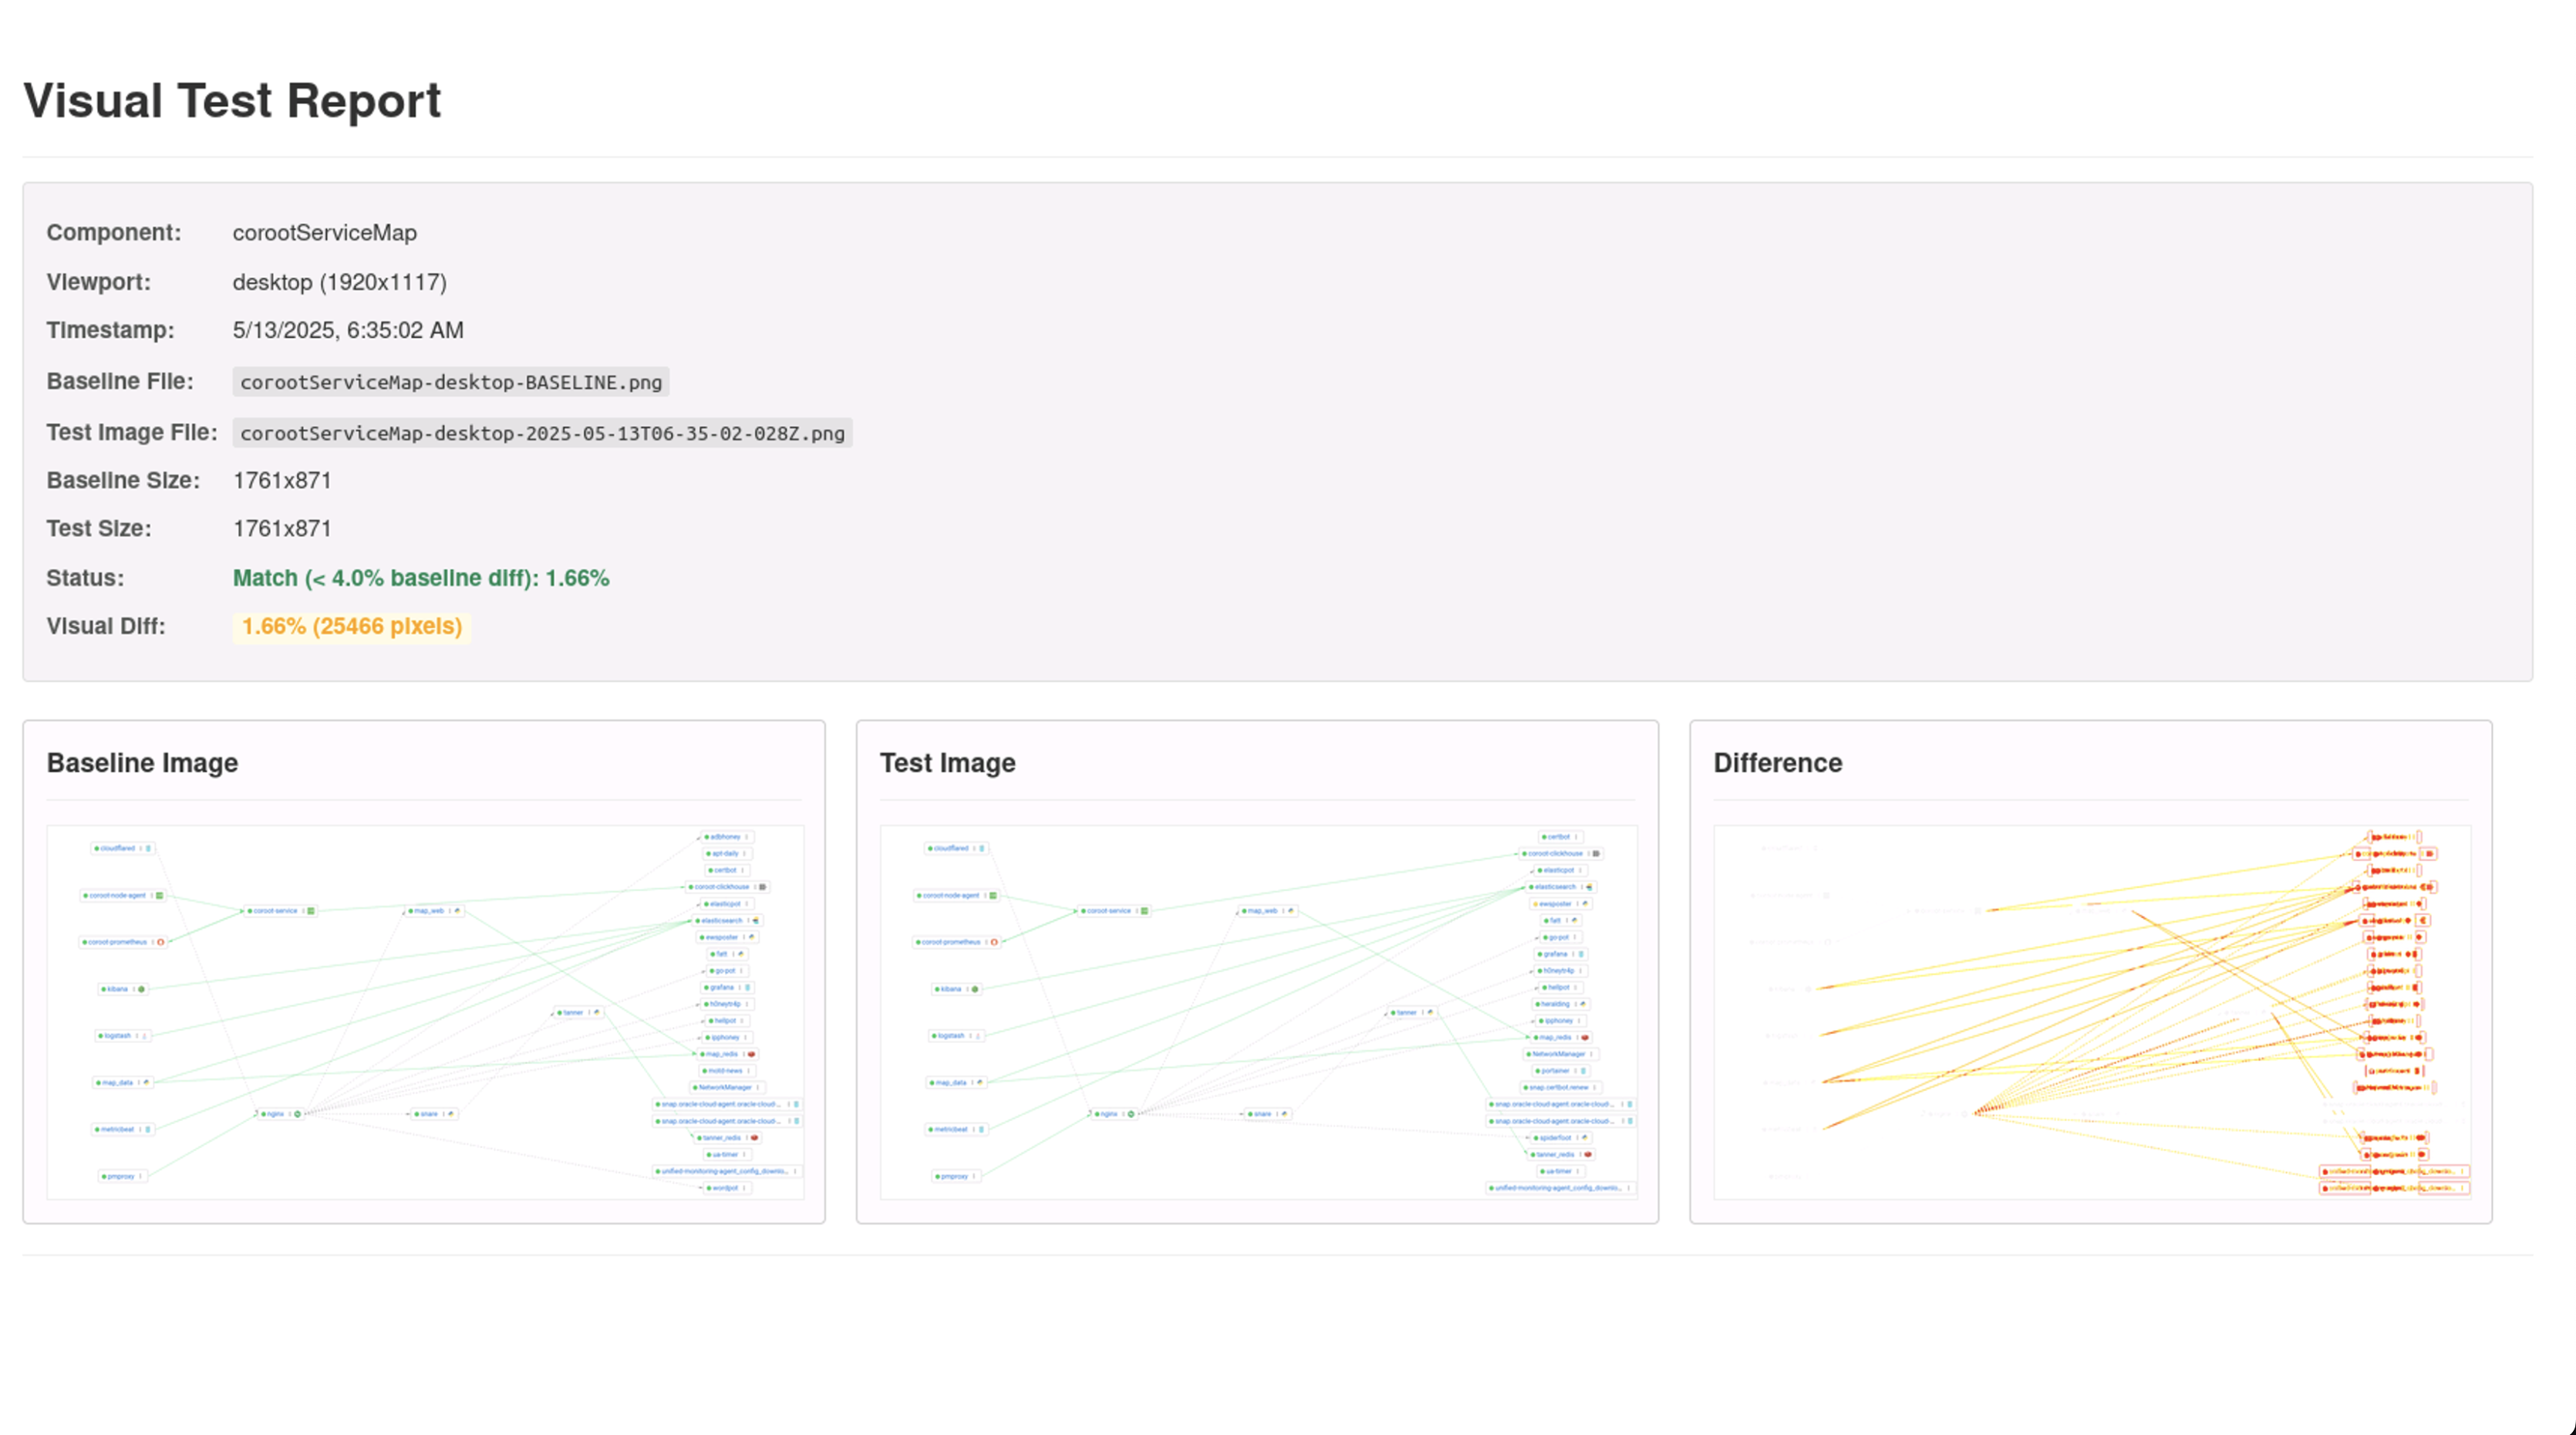 Visual Test Report
Component: corootServiceMap
Viewport: desktop (1920x1117)
Timestamp: 5/13/2025, 6:35:02 AM
Baseline File: corootServiceMap-desktop-BASELINE.png
Test Image File: corootServiceMap-desktop-2025-05-13T06-35-02-028Z.png
Baseline Size: 1761x871
Test Size: 1761x871
Status: Match (< 4.0% baseline diff): 1.66%
Visual Diff: 1.66% (25466 pixels)
Baseline Image
cloudflared
coroot-node-agent
coroot-prometheus
kibana
logstash
map_data
metricbeat
pmproxy
coroot-service
nginx
map_web
snare
tanner
adbhoney
apt-daily
certbot
coroot-clickhouse
elasticpot
elasticsearch
ewsposter
fatt
go-pot
grafana
h0neytr4p
hellpot
ipphoney
map_redis
motd-news
NetworkManager
snap.oracle-cloud-agent.oracle-cloud-...
snap.oracle-cloud-agent.oracle-cloud-...
tanner_redis
ua-timer
unified-monitoring-agent_config_downlo...
wordpot
Test Image
cloudflared
coroot-node-agent
coroot-prometheus
kibana
logstash
map_data
metricbeat
pmproxy
coroot-service
nginx
map_web
snare
tanner
certbot
coroot-clickhouse
elasticpot
elasticsearch
ewsposter
fatt
go-pot
grafana
h0neytr4p
hellpot
heralding
ipphoney
map_redis
NetworkManager
portainer
snap.certbot.renew
snap.oracle-cloud-agent.oracle-cloud-...
snap.oracle-cloud-agent.oracle-cloud-...
spiderfoot
tanner_redis
ua-timer
unified-monitoring-agent_config_downlo...
Difference